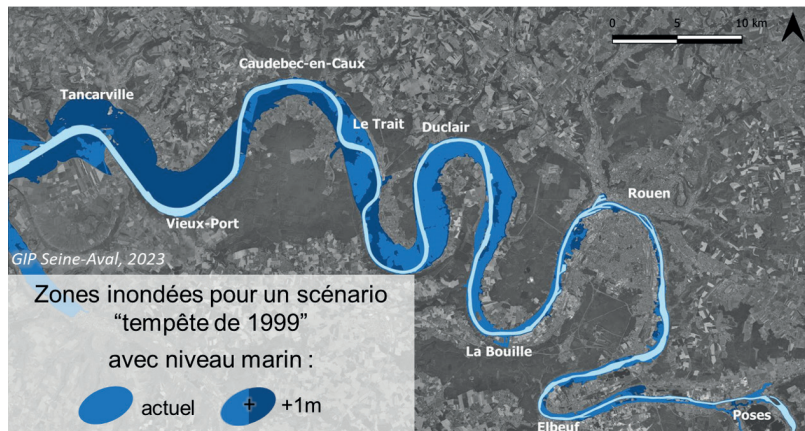 0 5 10 km
Caudebec-en-Caux
Tancarville
Le Trait
Duclair
Rouen
Vieux-Port
GIP Seine-Aval, 2023
Zones inondées pour un scénario
“tempête de 1999”
avec niveau marin :
actuel
+
+1m
La Bouille
Elbeuf
Poses